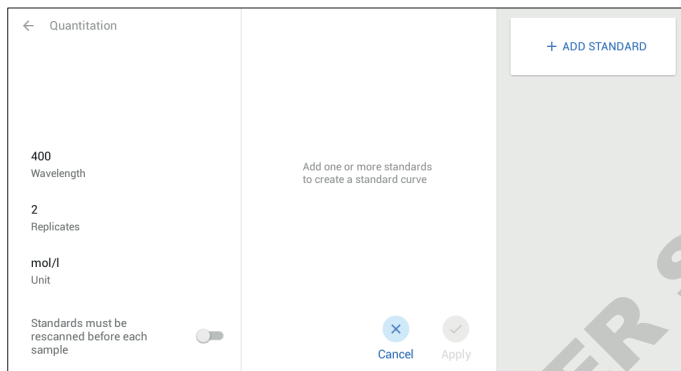 Quantitation
400
Wavelength
2
Replicates
mol/l
Unit
Standards must be
rescanned before each
sample
Add one or more standards
to create a standard curve
Cancel
Apply
+ ADD STANDARD
ER S